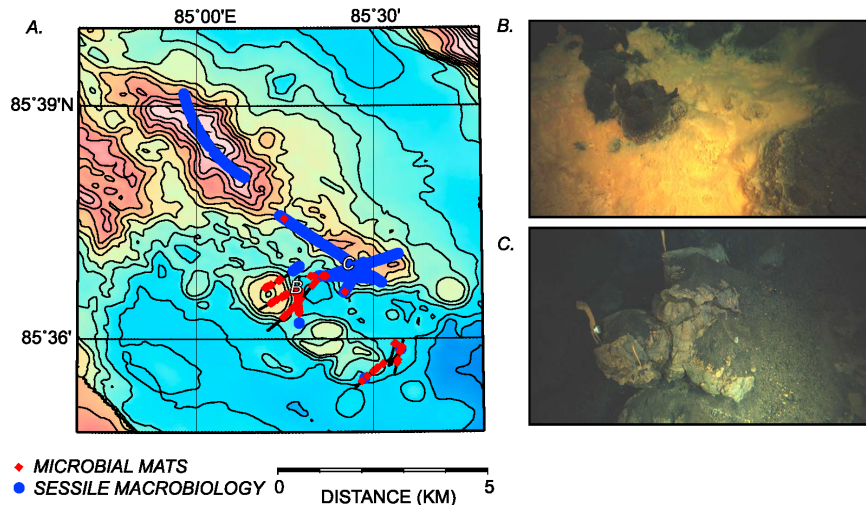 A.
85°00'E
85°30'
85°39'N
C
B
85°36'
MICROBIAL MATS
SESSILE MACROBIOLOGY
0
5
DISTANCE (KM)
B.
C.